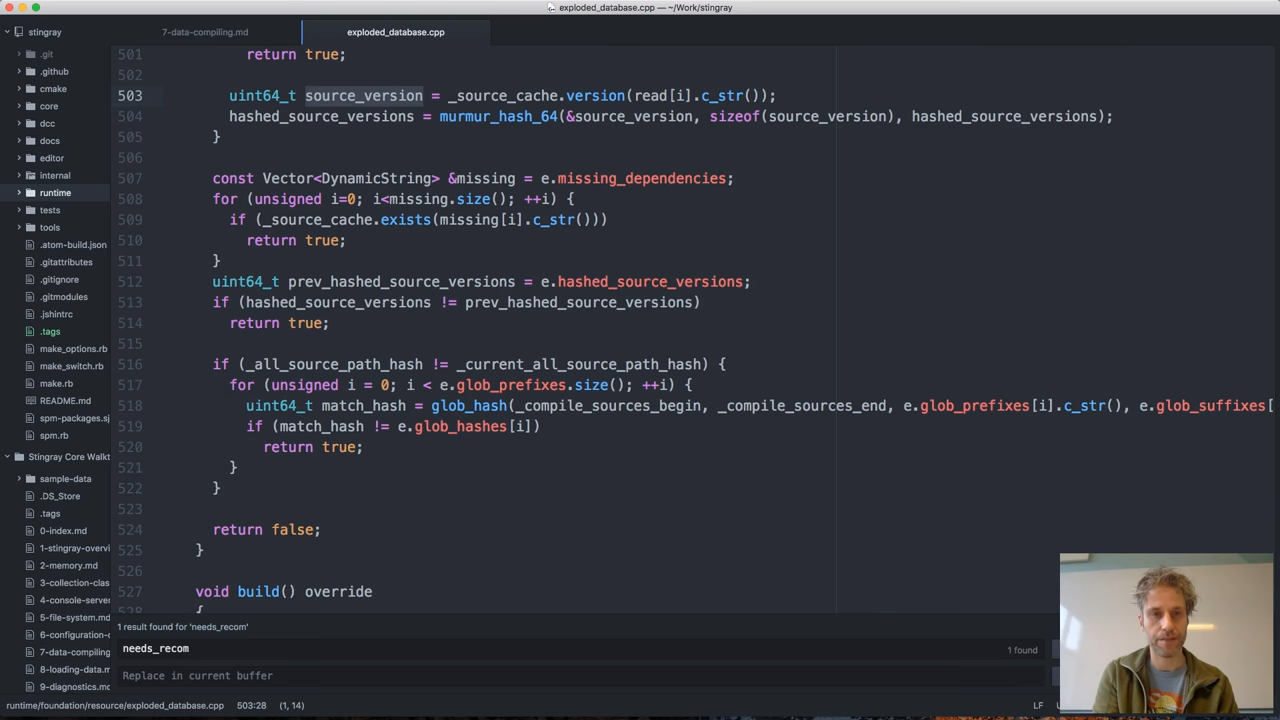 exploded_database.cpp — ~/Work/stingray
stingray
7-data-compiling.md
exploded_database.cpp
.git
.github
cmake
core
dcc
docs
editor
internal
runtime
tests
tools
.atom-build.json
.gitattributes
.gitignore
.gitmodules
.jshintrc
.tags
make_options.rb
make_switch.rb
make.rb
README.md
spm-packages.sj
spm.rb
Stingray Core Walkt
sample-data
.DS_Store
.tags
0-index.md
1-stingray-overvi
2-memory.md
3-collection-clas
4-console-server
5-file-system.md
6-configuration-d
7-data-compiling
8-loading-data.m
9-diagnostics.md
501 return true;
502
503 uint64_t source_version = _source_cache.version(read[i].c_str());
504 hashed_source_versions = murmur_hash_64(&source_version, sizeof(source_version), hashed_source_versions);
505 }
506
507 const Vector<DynamicString> &missing = e.missing_dependencies;
508 for (unsigned i=0; i<missing.size(); ++i) {
509 if (_source_cache.exists(missing[i].c_str()))
510 return true;
511 }
512 uint64_t prev_hashed_source_versions = e.hashed_source_versions;
513 if (hashed_source_versions != prev_hashed_source_versions)
514 return true;
515
516 if (_all_source_path_hash != _current_all_source_path_hash) {
517 for (unsigned i = 0; i < e.glob_prefixes.size(); ++i) {
518 uint64_t match_hash = glob_hash(_compile_sources_begin, _compile_sources_end, e.glob_prefixes[i].c_str(), e.glob_suffixes[
519 if (match_hash != e.glob_hashes[i])
520 return true;
521 }
522 }
523
524 return false;
525 }
526
527 void build() override
528 {
1 result found for 'needs_recom'
needs_recom
1 found
Replace in current buffer
runtime/foundation/resource/exploded_database.cpp 503:28 (1, 14)
LF